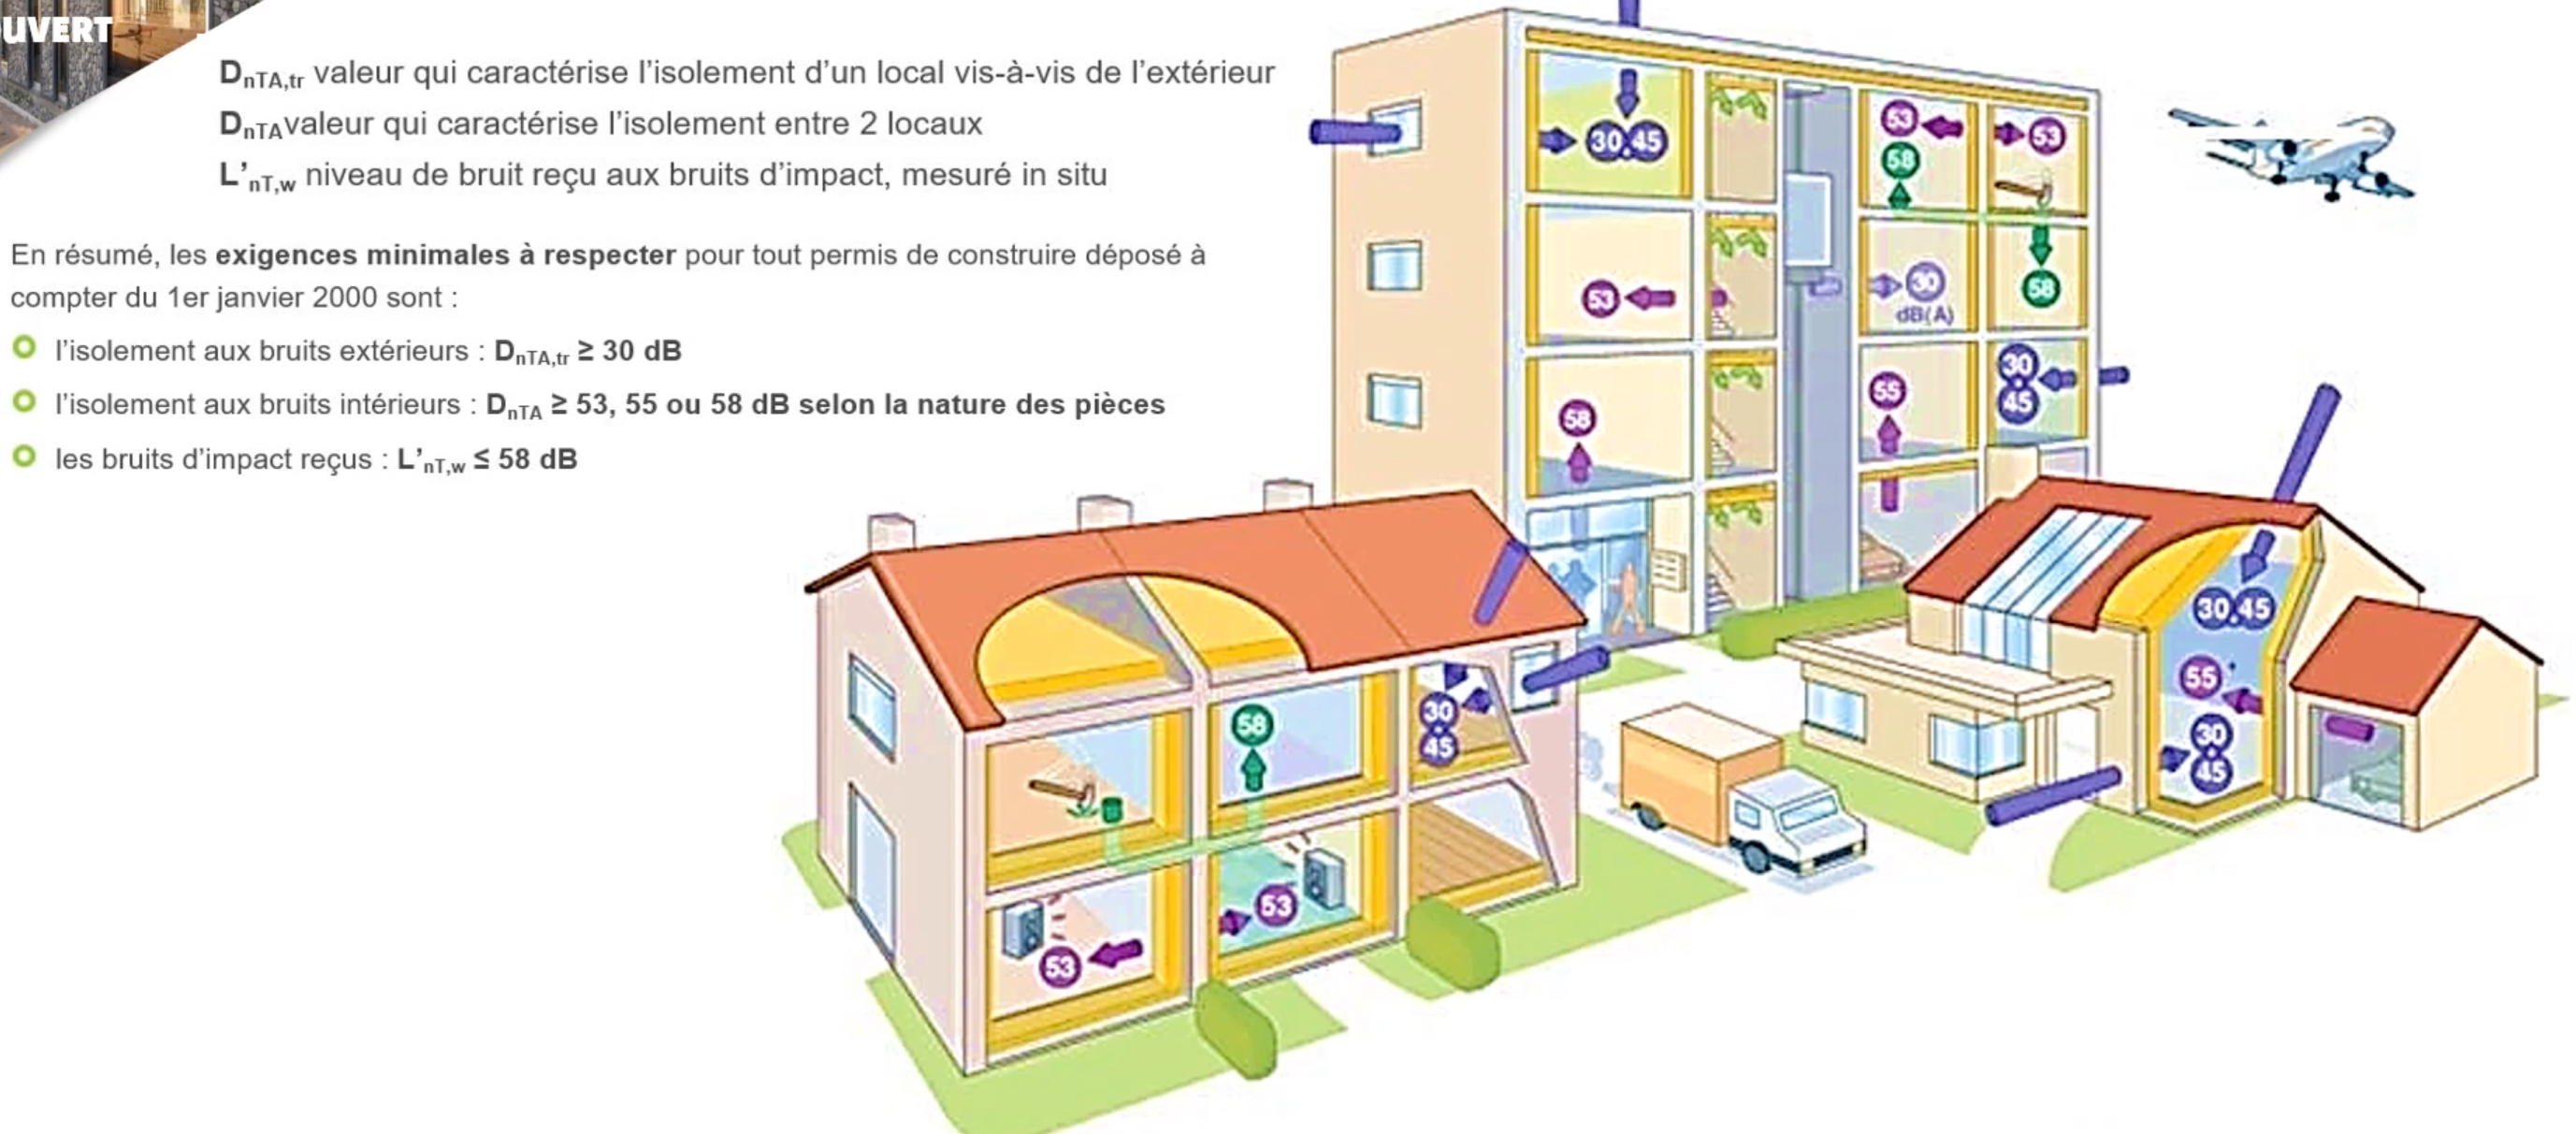 OUVERT
DnTA,tr valeur qui caractérise l'isolement d'un local vis-à-vis de l'extérieur
DnTAvaleur qui caractérise l'isolement entre 2 locaux
L'nT,w niveau de bruit reçu aux bruits d'impact, mesuré in situ
En résumé, les exigences minimales à respecter pour tout permis de construire déposé à
compter du 1er janvier 2000 sont :
l'isolement aux bruits extérieurs : DnTA,tr ≥ 30 dB
l'isolement aux bruits intérieurs : DnTA ≥ 53, 55 ou 58 dB selon la nature des pièces
les bruits d'impact reçus : L'nT,w ≤ 58 dB
30 45
53
53
58
53
30
dB(A)
58
58
55
30
45
58
30
45
53
53
30 45
55
30
45